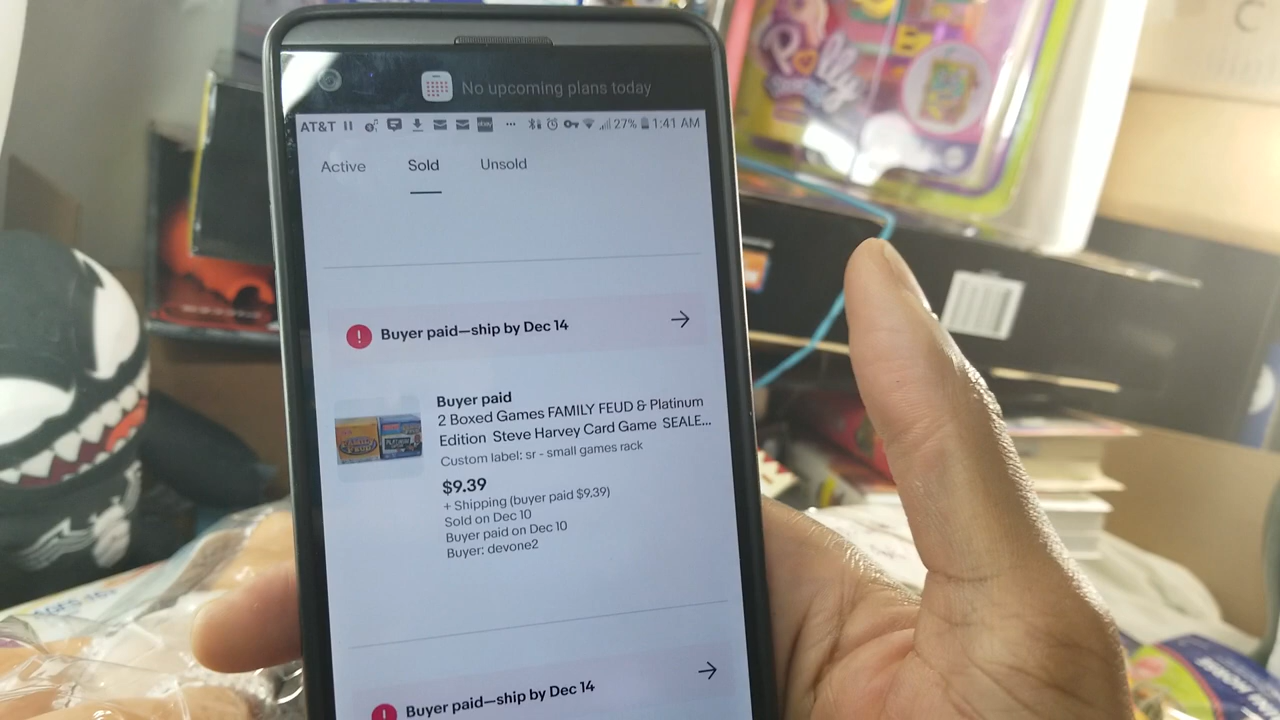 No upcoming plans today
AT&T 27% 1:41 AM
Active Sold Unsold
Buyer paid—ship by Dec 14
Buyer paid
2 Boxed Games FAMILY FEUD & Platinum
Edition Steve Harvey Card Game SEALE...
Custom label: sr - small games rack
$9.39
+ Shipping (buyer paid $9.39)
Sold on Dec 10
Buyer paid on Dec 10
Buyer: devone2
Buyer paid—ship by Dec 14
Polly